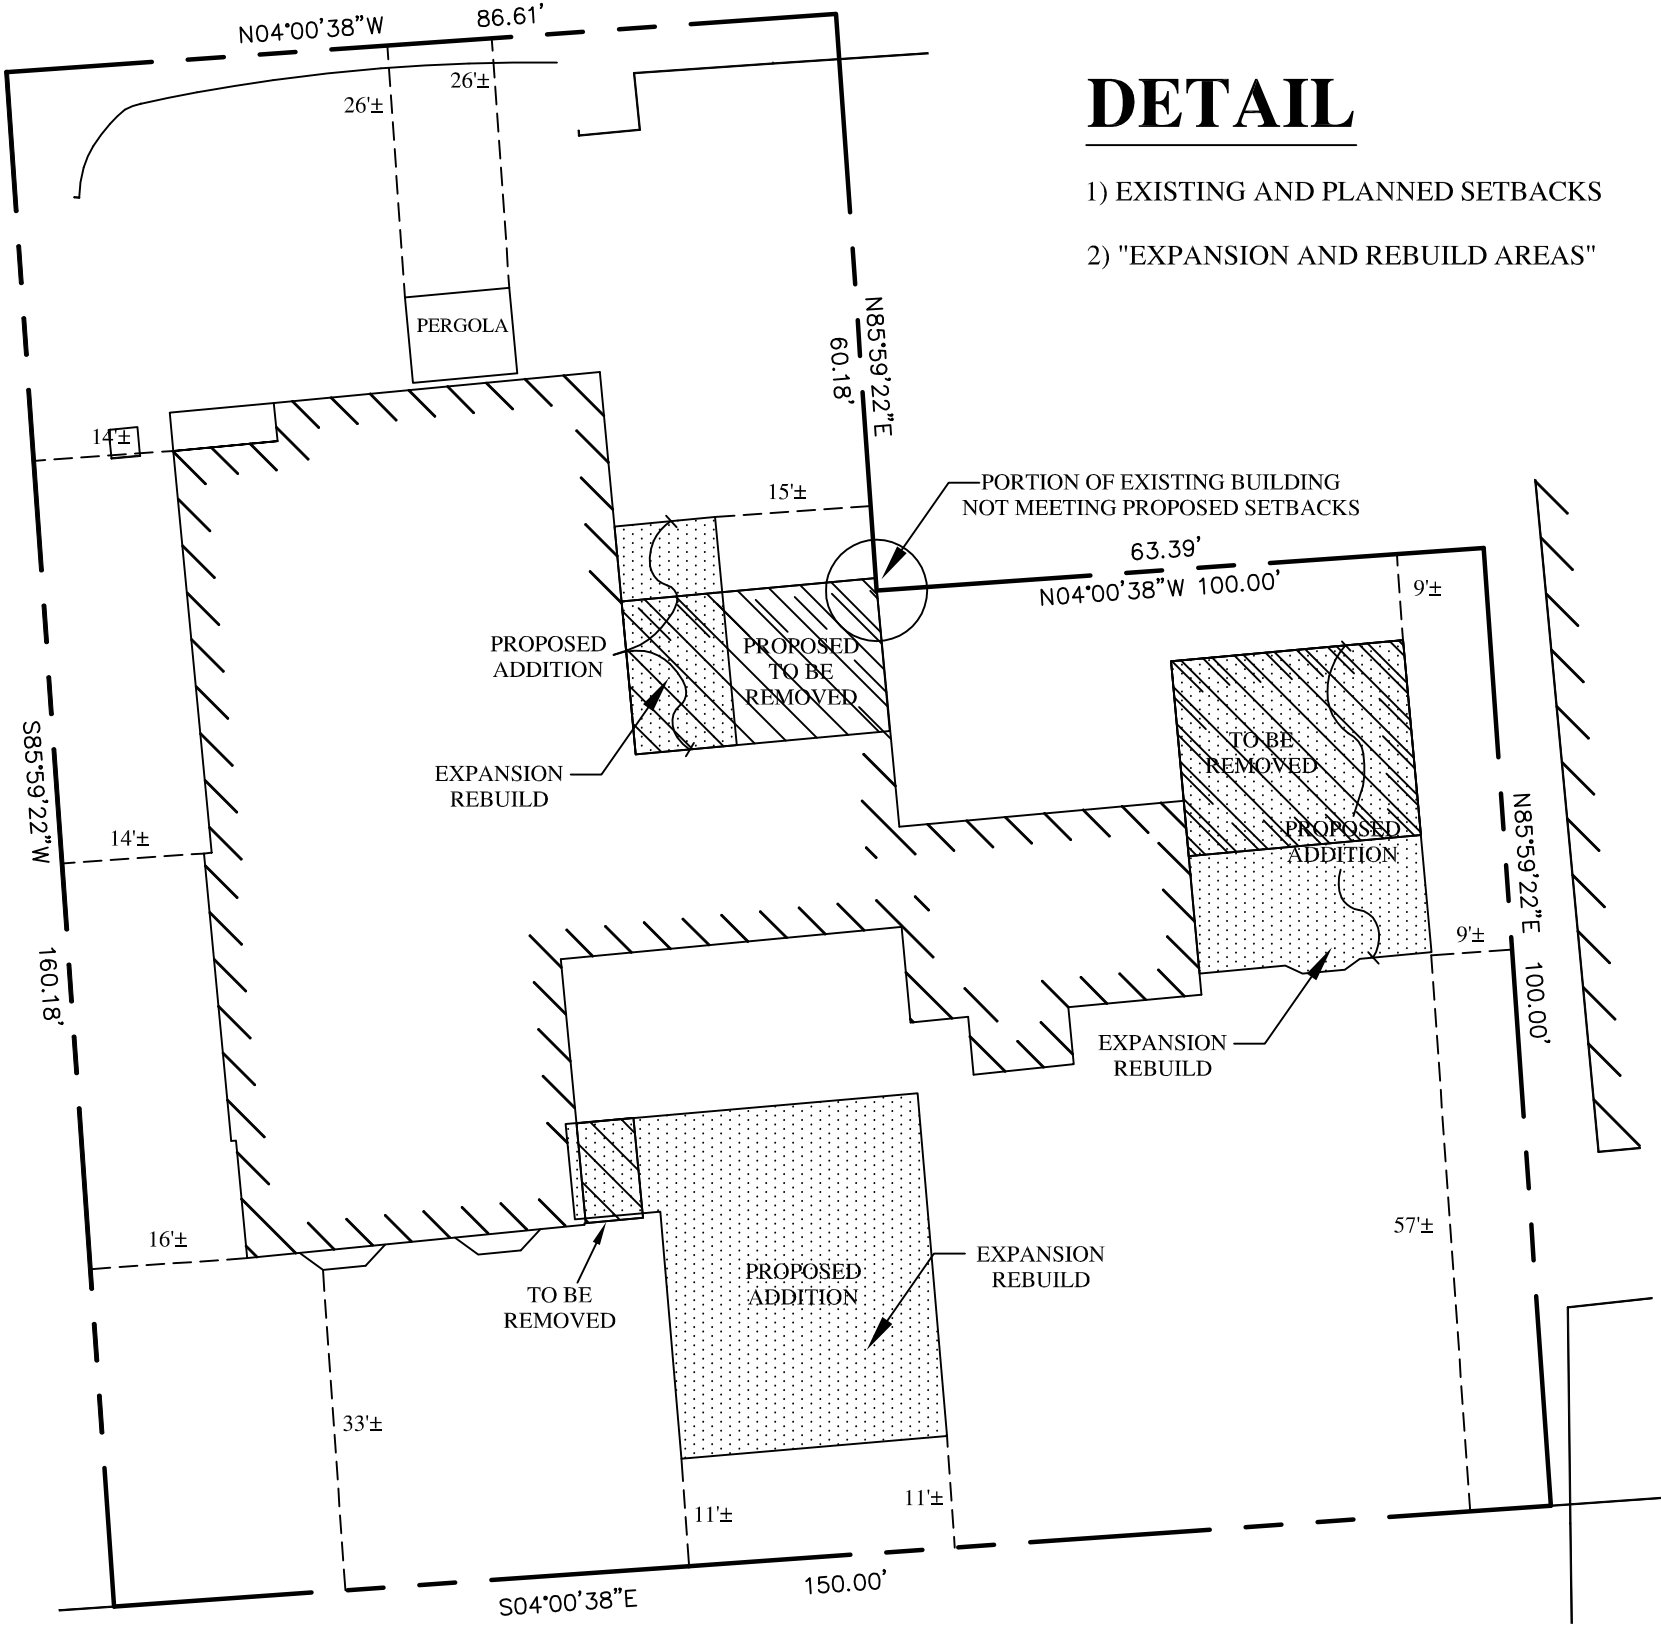 N04°00'38"W 86.61'
26'±
26'±
DETAIL
1) EXISTING AND PLANNED SETBACKS
2) "EXPANSION AND REBUILD AREAS"
PERGOLA
N85°59'22"E
60.18'
14'±
15'±
PORTION OF EXISTING BUILDING
NOT MEETING PROPOSED SETBACKS
63.39'
N04°00'38"W 100.00'
9'±
PROPOSED
ADDITION
PROPOSED
TO BE
REMOVED
EXPANSION
REBUILD
TO BE
REMOVED
PROPOSED
ADDITION
S85°59'22"W 160.18'
14'±
N85°59'22"E 100.00'
9'±
EXPANSION
REBUILD
16'±
57'±
TO BE
REMOVED
PROPOSED
ADDITION
EXPANSION
REBUILD
33'±
11'±
11'±
S04°00'38"E 150.00'